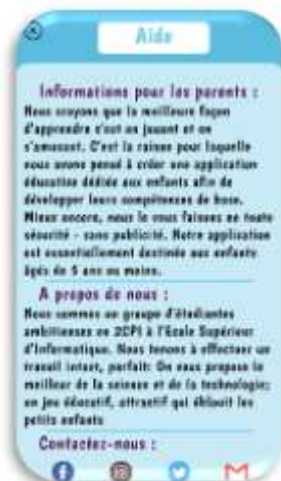 Aide
Informations pour les parents :
Nous croyons que la meilleure façon
d'apprendre c'est en jouant et en
s'amusant. C'est la raison pour laquelle
nous avons pensé à créer une application
éducative dédiée aux enfants afin de
développer leurs compétences de base.
Mieux encore, nous le vous faisons en toute
sécurité - sans publicité. Notre application
est essentiellement destinée aux enfants
âgés de 5 ans ou moins.
A propos de nous :
Nous sommes un groupe d'étudiantes
ambitieuses en 2CPI à l'Ecole Supérieur
d'Informatique. Nous tenons à effectuer un
travail intact, parfait: On vous propose le
meilleur de la science et de la technologie;
un jeu éducatif, attractif qui éblouit les
petits enfants
Contactez-nous :